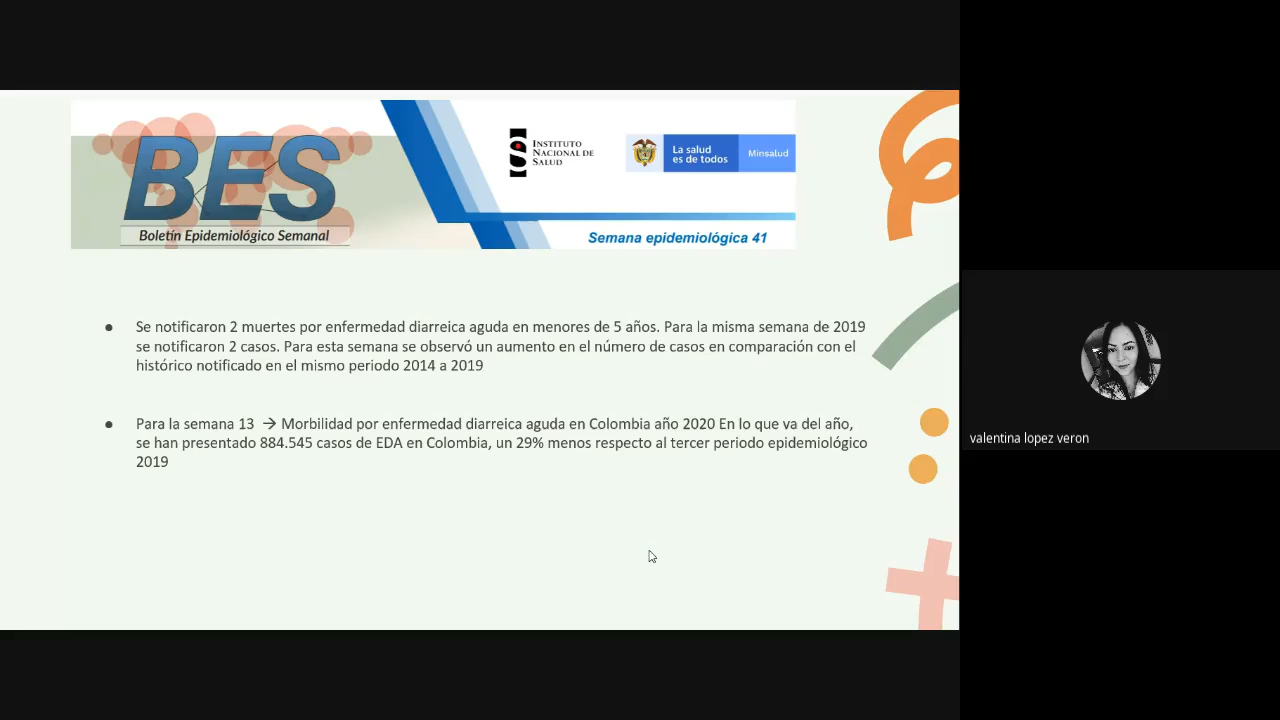 BES
Boletín Epidemiológico Semanal
INSTITUTO
NACIONAL DE
SALUD
La salud
es de todos
Minsalud
Semana epidemiológica 41
● Se notificaron 2 muertes por enfermedad diarreica aguda en menores de 5 años. Para la misma semana de 2019
se notificaron 2 casos. Para esta semana se observó un aumento en el número de casos en comparación con el
histórico notificado en el mismo periodo 2014 a 2019
● Para la semana 13 → Morbilidad por enfermedad diarreica aguda en Colombia año 2020 En lo que va del año,
se han presentado 884.545 casos de EDA en Colombia, un 29% menos respecto al tercer periodo epidemiológico
2019
valentina lopez veron